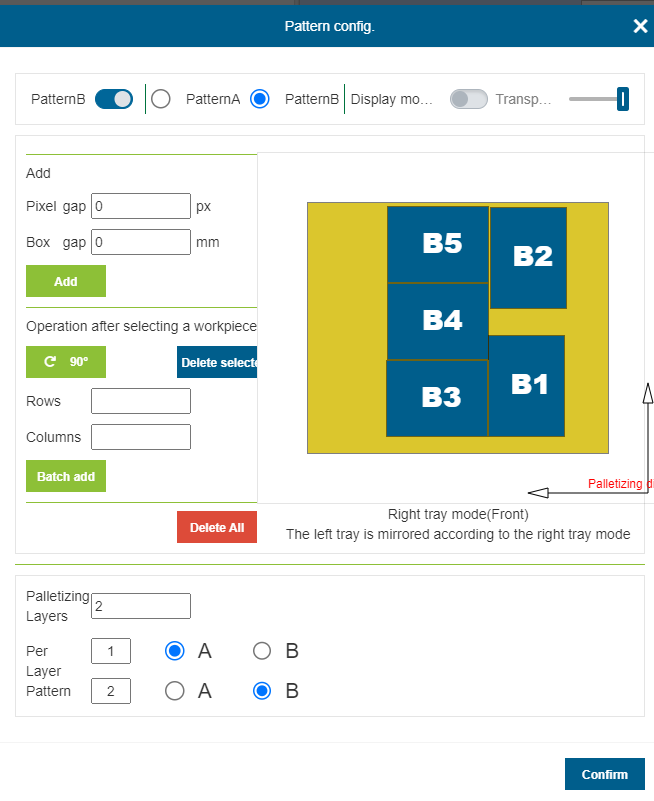 Pattern config.
PatternB PatternA PatternB Display mo... Transp...
Add
Pixel gap 0 px
Box gap 0 mm
Add
Operation after selecting a workpiece
90° Delete selecte
Rows
Columns
Batch add
Delete All
B5
B2
B4
B1
B3
Palletizing di
Right tray mode(Front)
The left tray is mirrored according to the right tray mode
Palletizing
Layers
2
Per
Layer
Pattern
1 A B
2 A B
Confirm